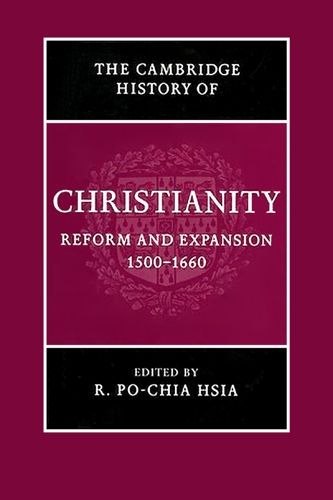 THE CAMBRIDGE
HISTORY OF
CHRISTIANITY
REFORM AND EXPANSION
1500–1660
EDITED BY
R. PO-CHIA HSIA